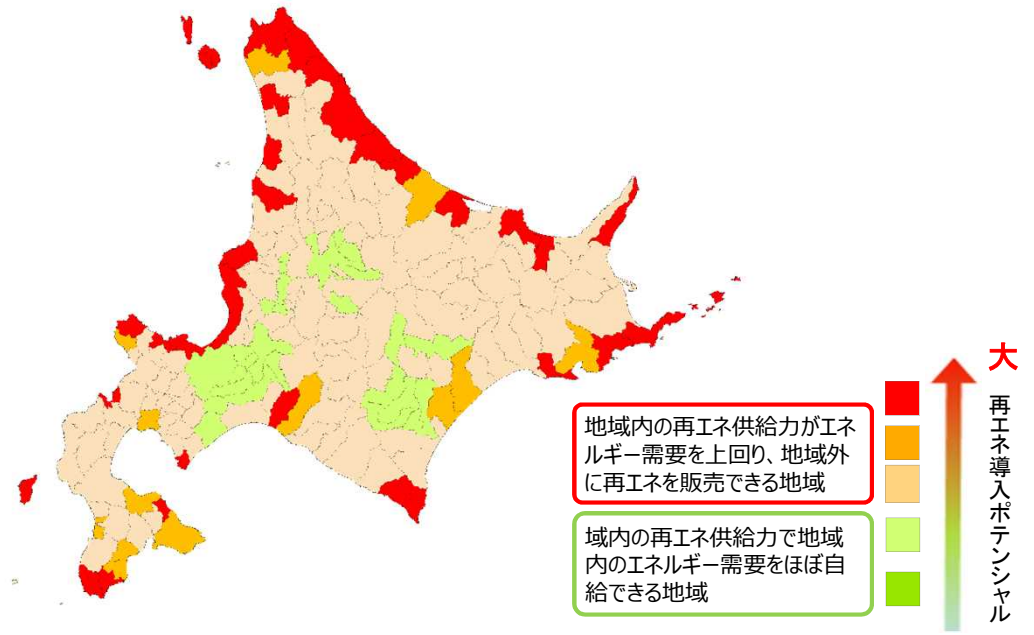 大
再エネ導入ポテンシャル
地域内の再エネ供給力がエネ
ルギー需要を上回り、地域外
に再エネを販売できる地域
域内の再エネ供給力で地域
内のエネルギー需要をほぼ自
給できる地域